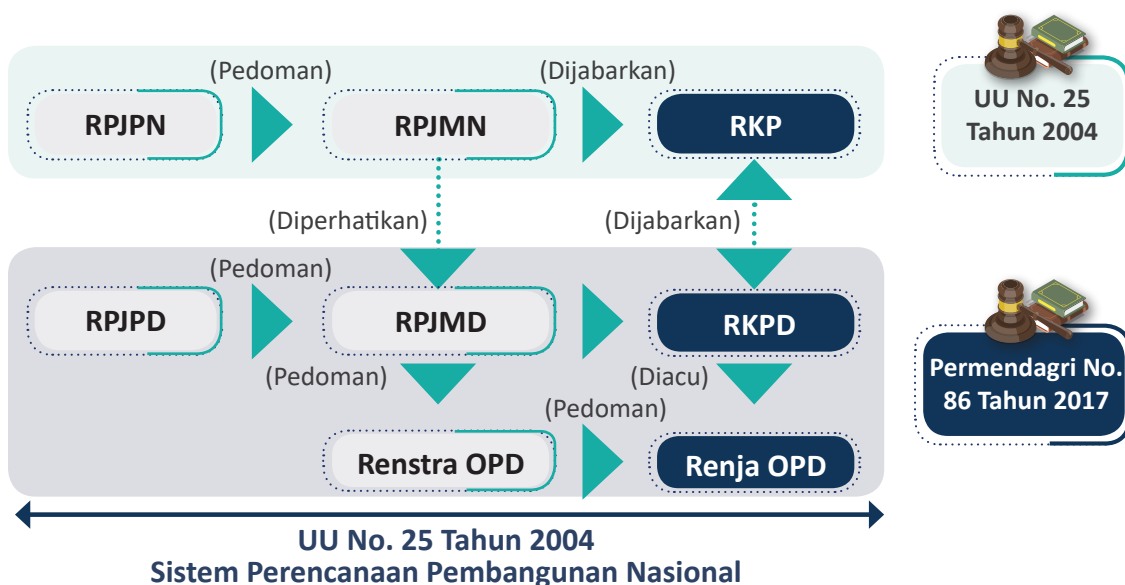 (Pedoman)
(Dijabarkan)
RPJPN
RPJMN
RKP
UU No. 25
Tahun 2004
(Diperhatikan)
(Dijabarkan)
(Pedoman)
RPJPD
RPJMD
RKPD
(Pedoman)
(Diacu)
Permendagri No.
86 Tahun 2017
(Pedoman)
Renstra OPD
Renja OPD
UU No. 25 Tahun 2004
Sistem Perencanaan Pembangunan Nasional